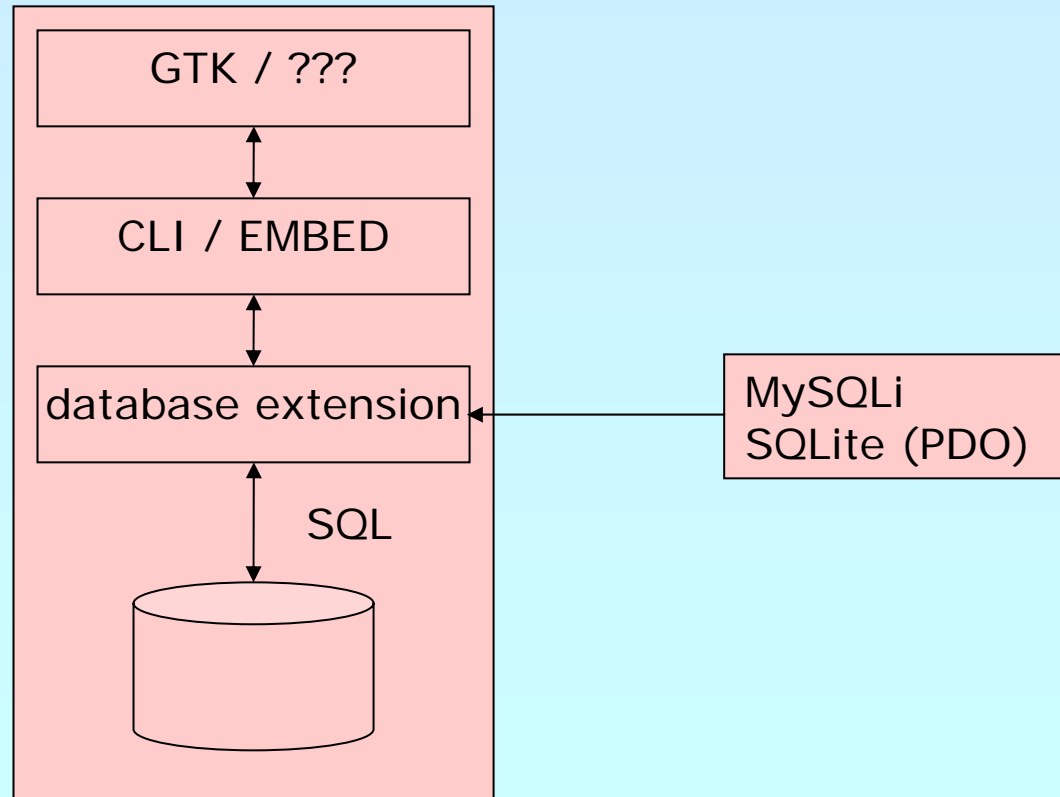 GTK / ???
CLI / EMBED
database extension
MySQLi
SQLite (PDO)
SQL